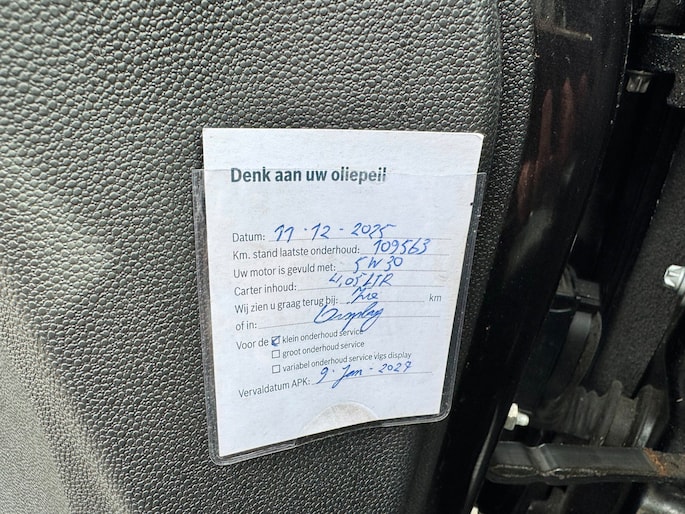 Denk aan uw oliepeil
Datum: 11-12-2025
Km. stand laatste onderhoud: 109563
Uw motor is gevuld met: 5W30
Carter inhoud: 4,05 LTR
Wij zien u graag terug bij: Zie km
of in: Display
Voor de ☑ klein onderhoud service
☐ groot onderhoud service
☐ variabel onderhoud service vlgs display
Vervaldatum APK: 9-Jan-2027